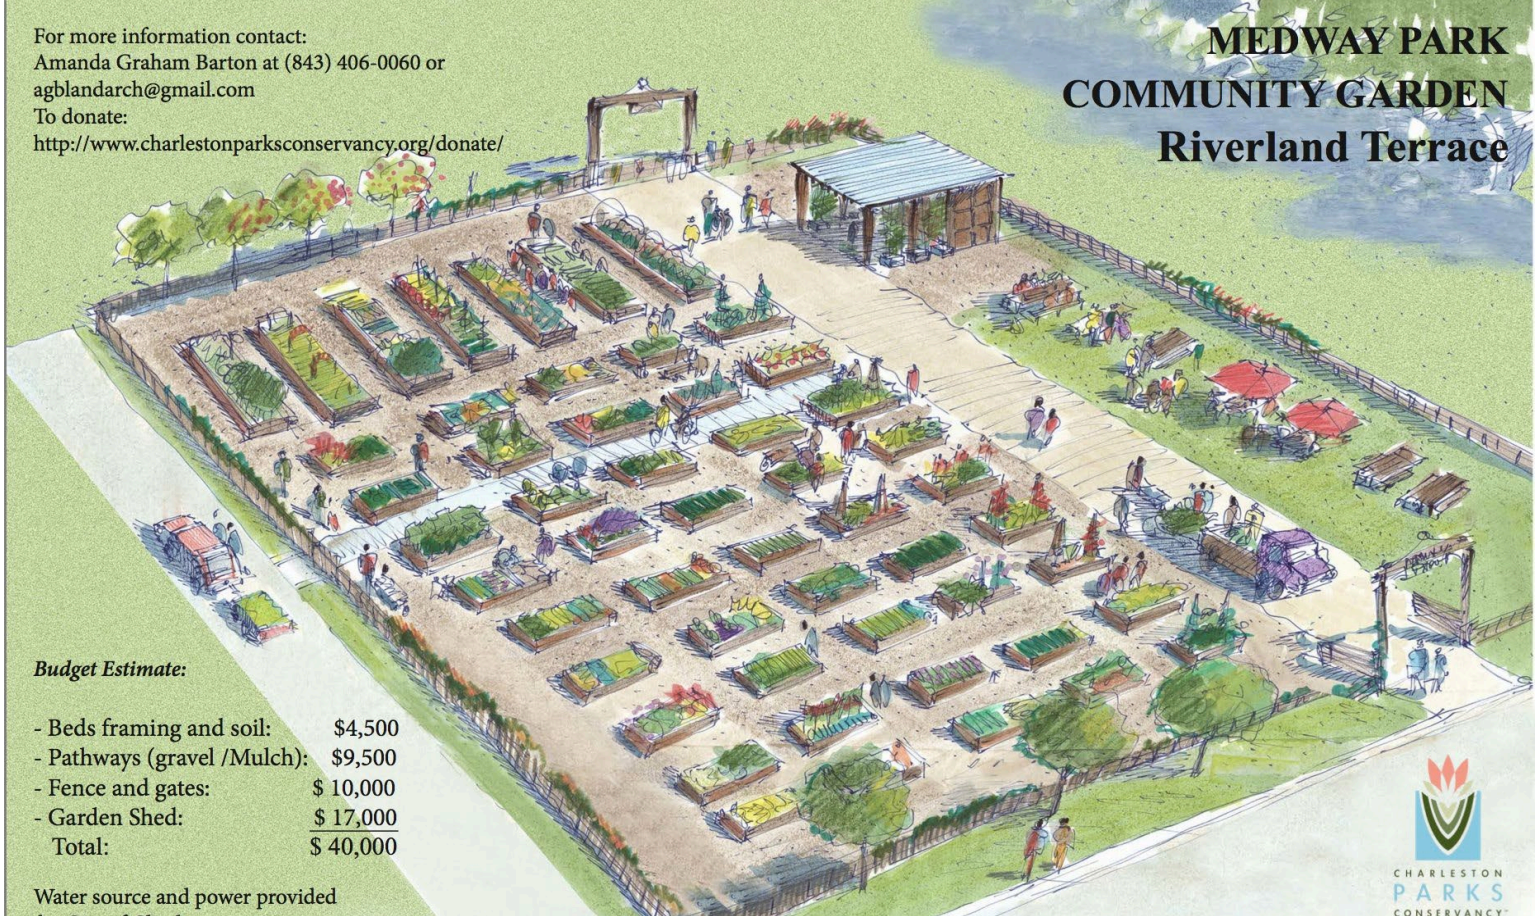 For more information contact:
Amanda Graham Barton at (843) 406-0060 or
agblandarch@gmail.com
To donate:
http://www.charlestonparksconservancy.org/donate/
MEDWAY PARK
COMMUNITY GARDEN
Riverland Terrace
Budget Estimate:
- Beds framing and soil: $4,500
- Pathways (gravel /Mulch): $9,500
- Fence and gates: $ 10,000
- Garden Shed: $ 17,000
Total: $ 40,000
Water source and power provided
CHARLESTON
PARKS
CONSERVANCY